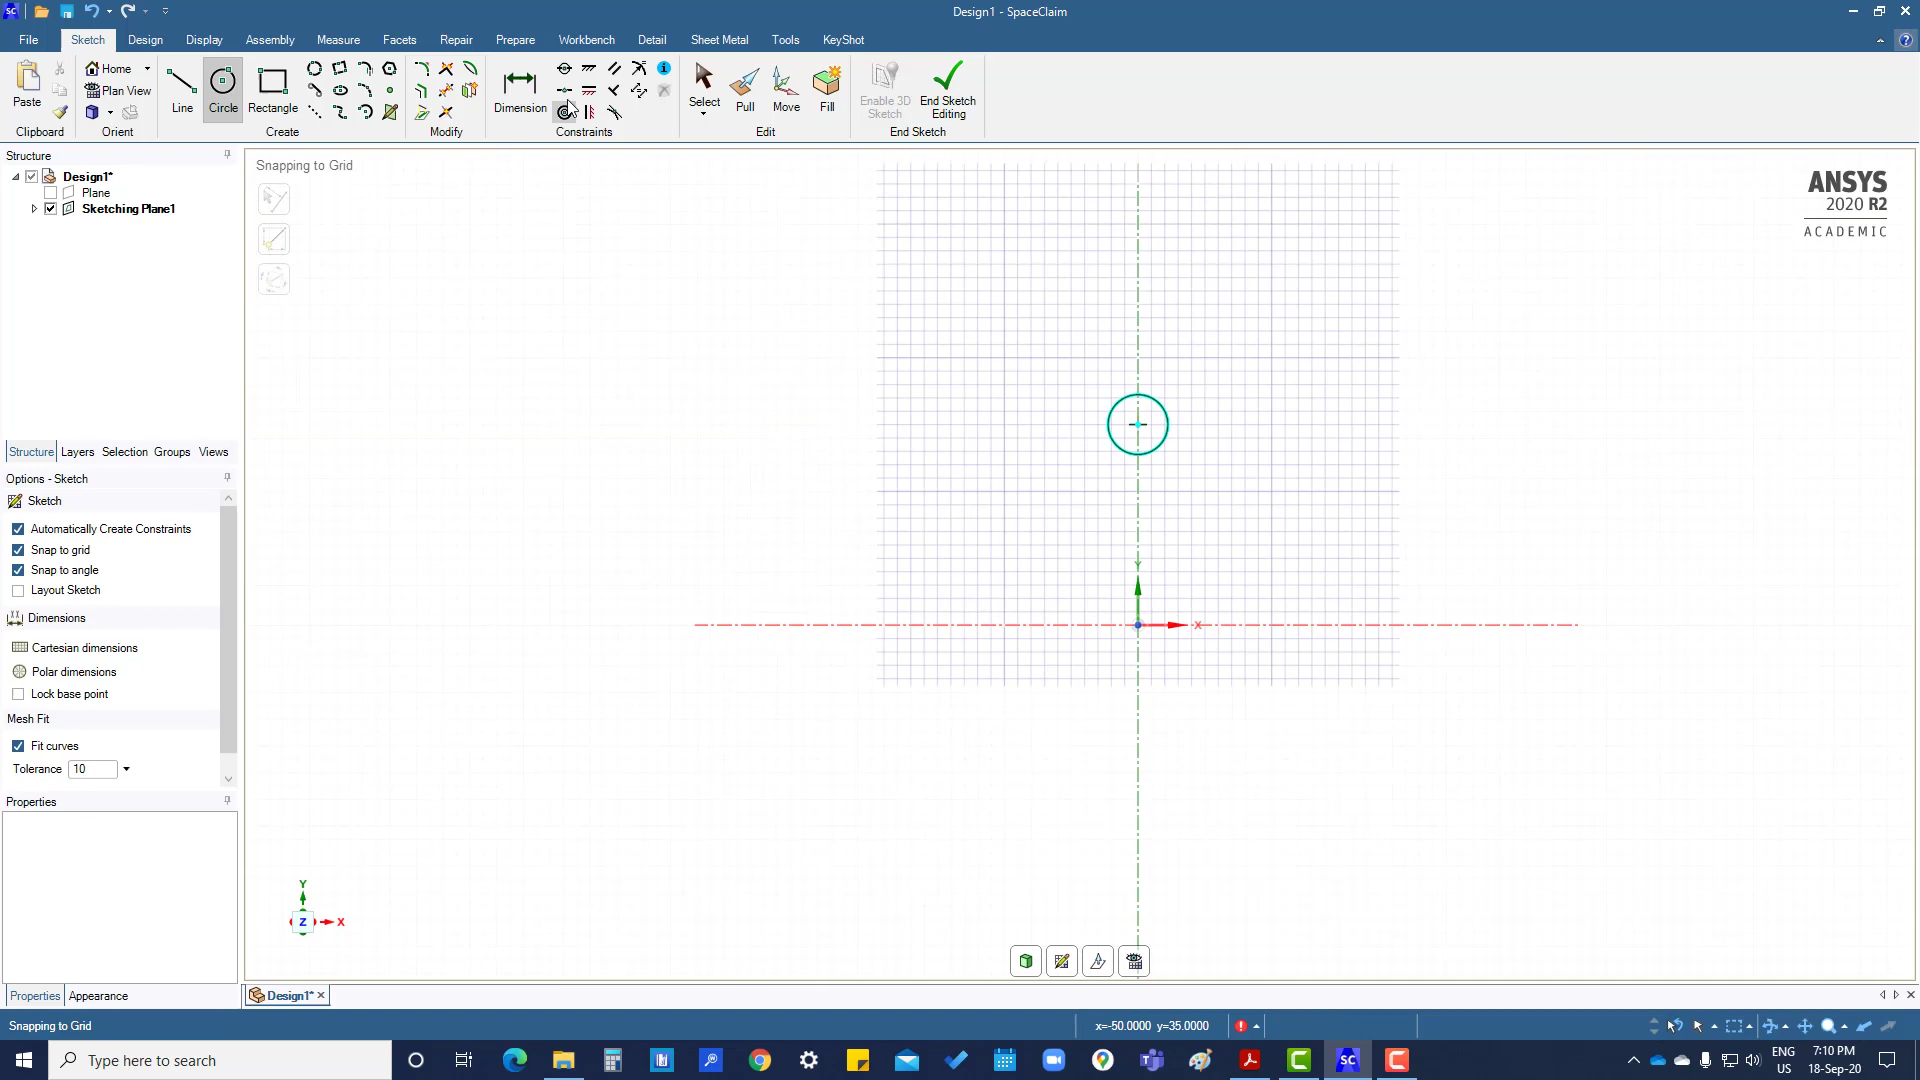 Design1 - SpaceClaim
File Sketch Design Display Assembly Measure Facets Repair Prepare Workbench Detail Sheet Metal Tools KeyShot
Paste
Home
Plan View
Line
Circle
Rectangle
Dimension
Select
Pull
Move
Fill
Enable 3D
Sketch
End Sketch
Editing
Clipboard Orient Create Modify Constraints Edit End Sketch
Structure
Design1*
Plane
Sketching Plane1
Structure Layers Selection Groups Views
Options - Sketch
Sketch
Automatically Create Constraints
Snap to grid
Snap to angle
Layout Sketch
Dimensions
Cartesian dimensions
Polar dimensions
Lock base point
Mesh Fit
Fit curves
Tolerance 10
Properties
Properties Appearance
Snapping to Grid
ANSYS
2020 R2
ACADEMIC
Y
X
Y
Z
X
Design1*
Snapping to Grid
x=-50.0000 y=35.0000
Type here to search
ENG
US
7:10 PM
18-Sep-20